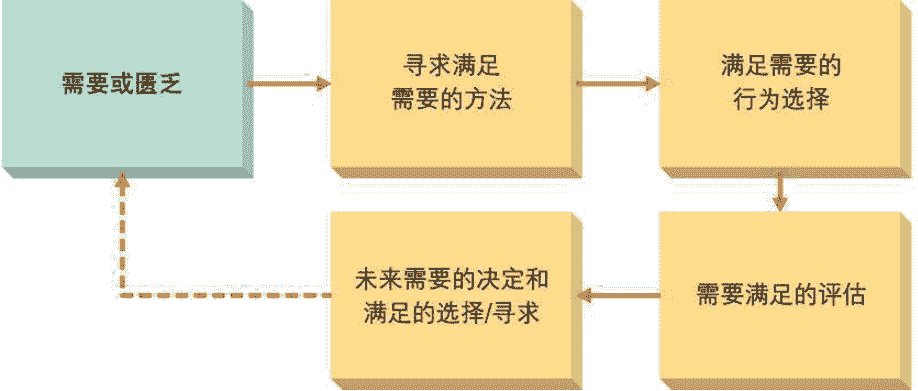 需要或匮乏
寻求满足
需要的方法
满足需要的
行为选择
需要满足的评估
未来需要的决定和
满足的选择/寻求